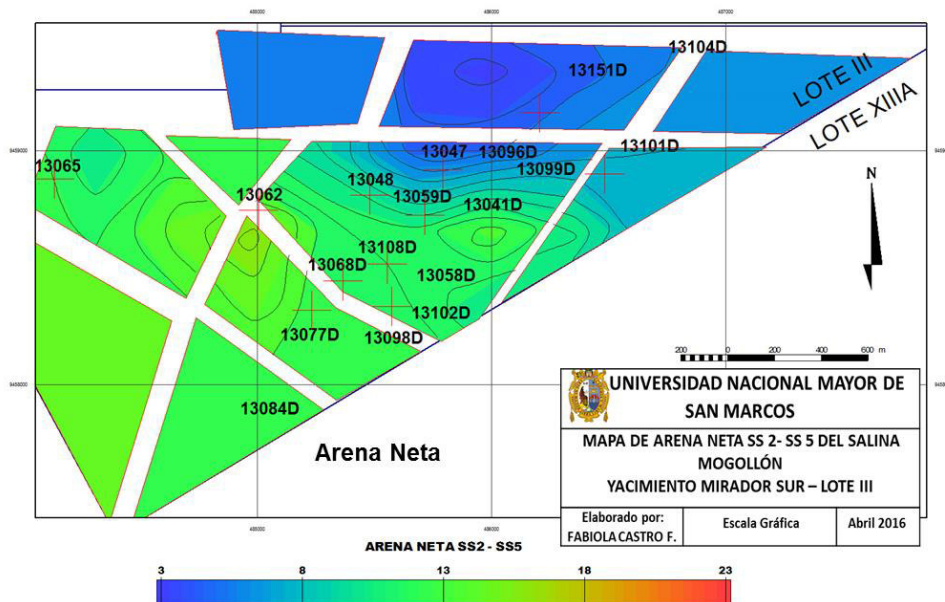 485000
486000
487000
13104D
13151D
LOTE III
LOTE XIIIA
13047
13096D
13101D
13065
13048
13099D
13062
13059D
13041D
N
13108D
13068D
13058D
13102D
13077D
13098D
13084D
Arena Neta
200 0 200 400 600 m
UNIVERSIDAD NACIONAL MAYOR DE
SAN MARCOS
MAPA DE ARENA NETA SS 2- SS 5 DEL SALINA
MOGOLLÓN
YACIMIENTO MIRADOR SUR – LOTE III
Elaborado por:
FABIOLA CASTRO F.
Escala Gráfica
Abril 2016
ARENA NETA SS2 - SS5
3 8 13 18 23